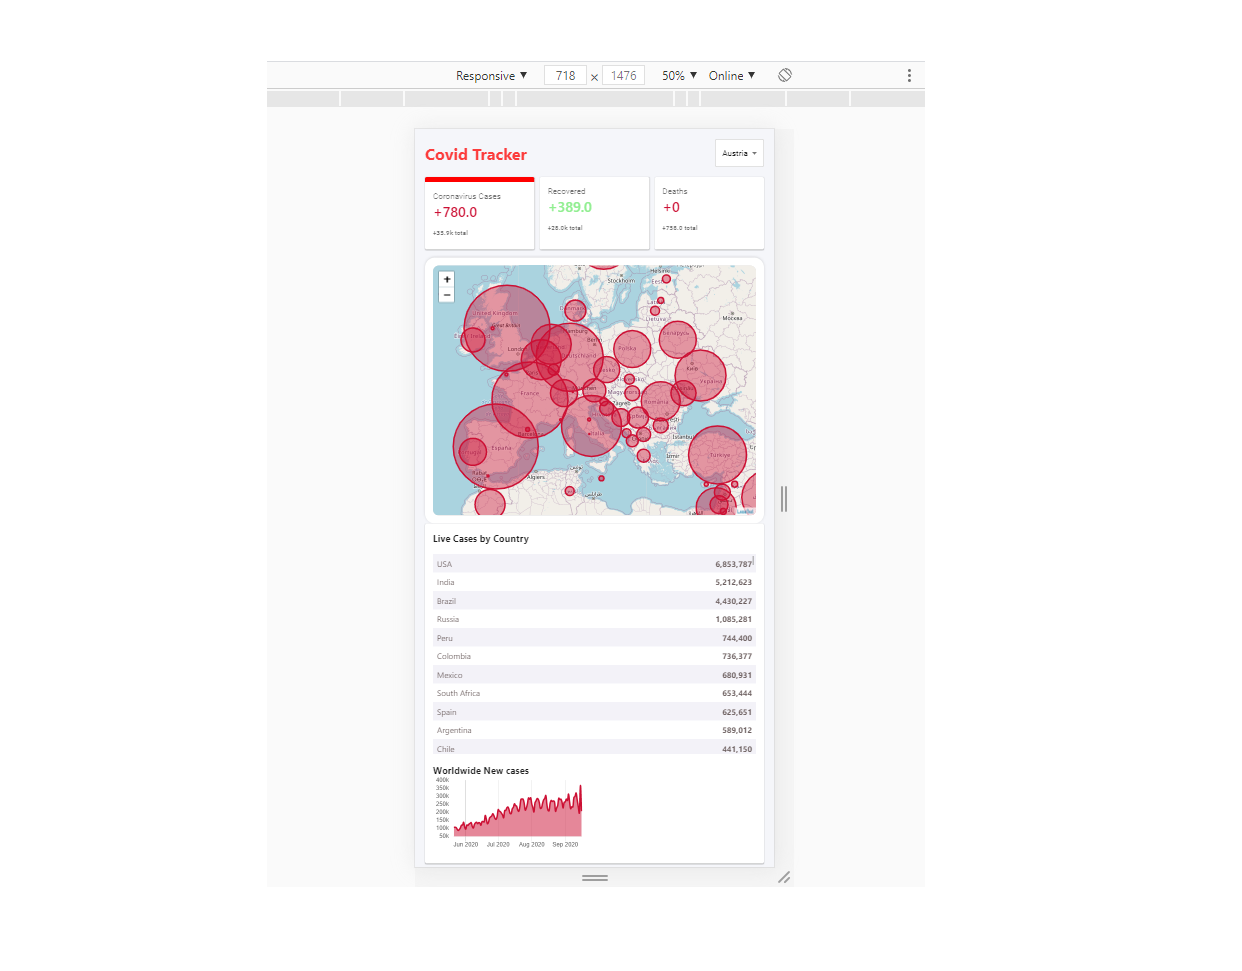 Responsive ▼ 718 × 1476 50% ▼ Online ▼
Covid Tracker
Austria
Coronavirus Cases
+780.0
+35.9k total
Recovered
+389.0
+28.0k total
Deaths
+0
+758.0 total
+
−
Stockholm
Helsinki
Eesti
Lietuva
Москва
United Kingdom
Hamburg
London
Deutschland
Polska
Беларусь
Київ
Україна
France
Zagreb
România
Italia
España
İstanbul
İzmir
Türkiye
Algiers
Live Cases by Country
USA 6,853,787
India 5,212,623
Brazil 4,430,227
Russia 1,085,281
Peru 744,400
Colombia 736,377
Mexico 680,931
South Africa 653,444
Spain 625,651
Argentina 589,012
Chile 441,150
Worldwide New cases
400k
350k
300k
250k
200k
150k
100k
50k
Jun 2020 Jul 2020 Aug 2020 Sep 2020